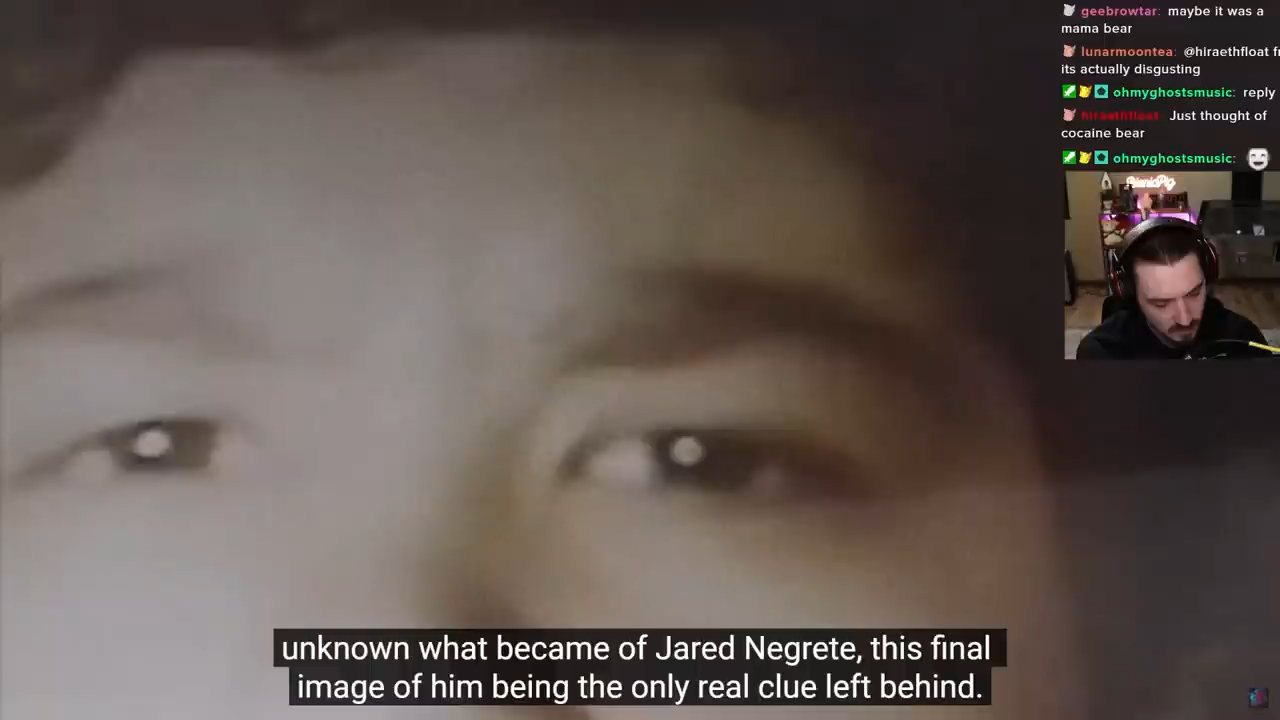 geebrowtar: maybe it was a
mama bear
lunarmoontea: @hiraethfloat fr
its actually disgusting
ohmyghostsmusic: reply
hiraethfloat Just thought of
cocaine bear
ohmyghostsmusic:
BionicPig
unknown what became of Jared Negrete, this final
image of him being the only real clue left behind.